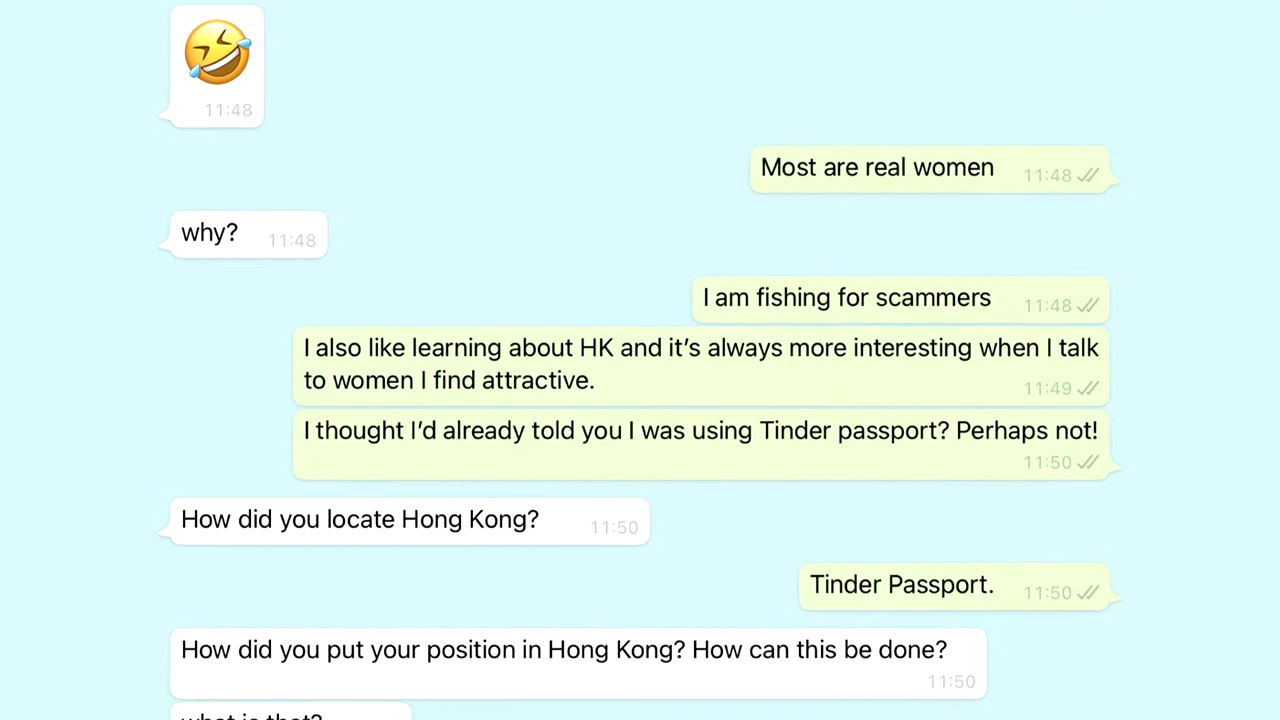 11:48
Most are real women 11:48
why? 11:48
I am fishing for scammers 11:48
I also like learning about HK and it’s always more interesting when I talk
to women I find attractive. 11:49
I thought I’d already told you I was using Tinder passport? Perhaps not!
11:50
How did you locate Hong Kong? 11:50
Tinder Passport. 11:50
How did you put your position in Hong Kong? How can this be done?
11:50
what is that?